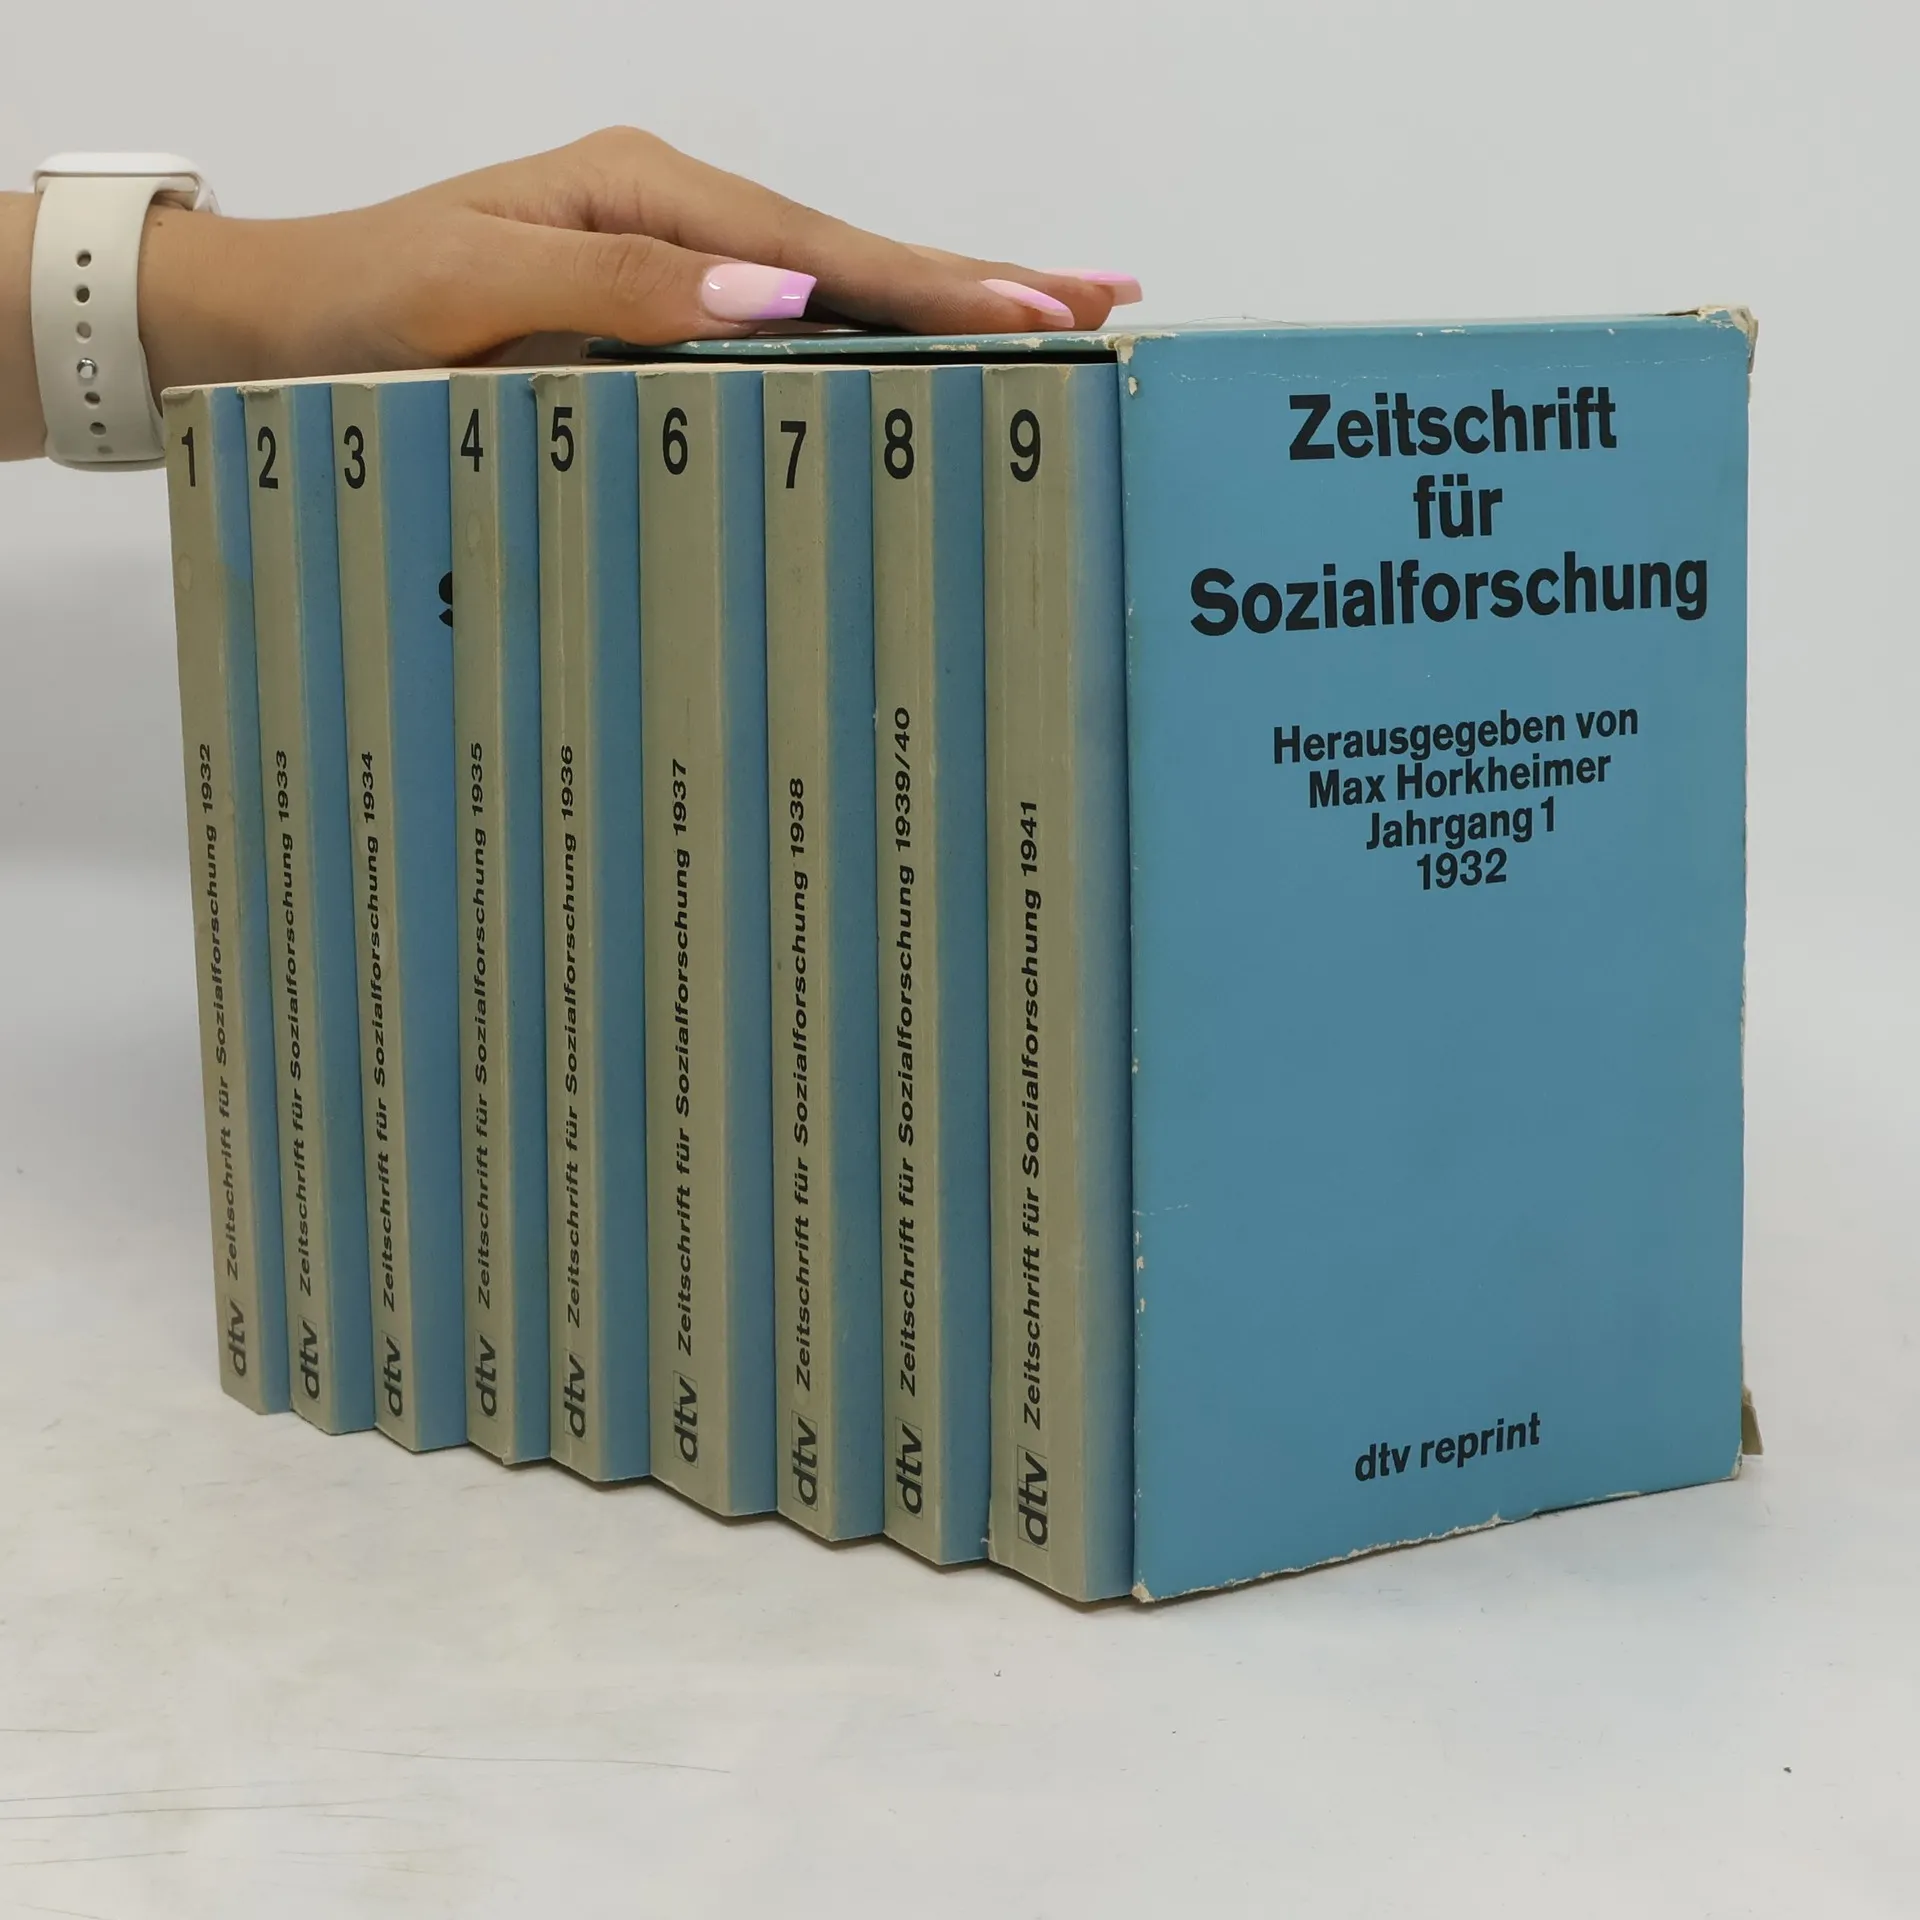 1
Zeitschrift für Sozialforschung 1932
dtv
2
Zeitschrift für Sozialforschung 1933
dtv
3
Zeitschrift für Sozialforschung 1934
dtv
4
Zeitschrift für Sozialforschung 1935
dtv
5
Zeitschrift für Sozialforschung 1936
dtv
6
Zeitschrift für Sozialforschung 1937
dtv
7
Zeitschrift für Sozialforschung 1938
dtv
8
Zeitschrift für Sozialforschung 1939/40
dtv
9
Zeitschrift für Sozialforschung 1941
dtv
Zeitschrift
für
Sozialforschung
Herausgegeben von
Max Horkheimer
Jahrgang 1
1932
dtv reprint